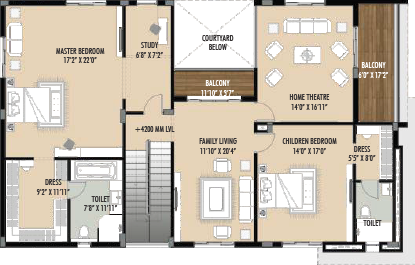 MASTER BEDROOM
17'2" X 22'0"
STUDY
6'8" X 7'2"
COURTYARD
BELOW
BALCONY
11'10" X 5'7"
HOME THEATRE
14'0" X 16'11"
BALCONY
6'0" X 17'2"
+4200 MM LVL
FAMILY LIVING
11'10" X 20'4"
CHILDREN BEDROOM
14'0" X 17'0"
DRESS
5'5" X 8'0"
DRESS
9'2" X 11'11"
TOILET
7'8" X 11'11"
TOILET